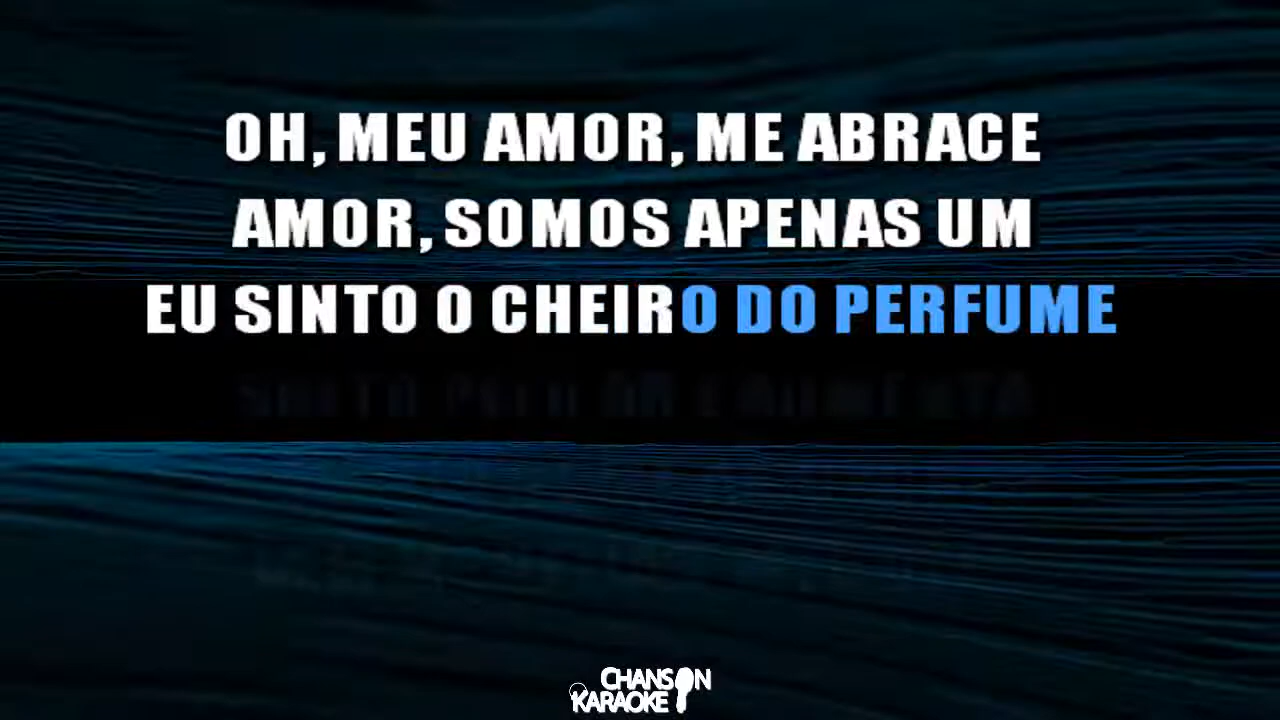 OH, MEU AMOR, ME ABRACE
AMOR, SOMOS APENAS UM
EU SINTO O CHEIRO DO PERFUME
CHANSON
KARAOKE